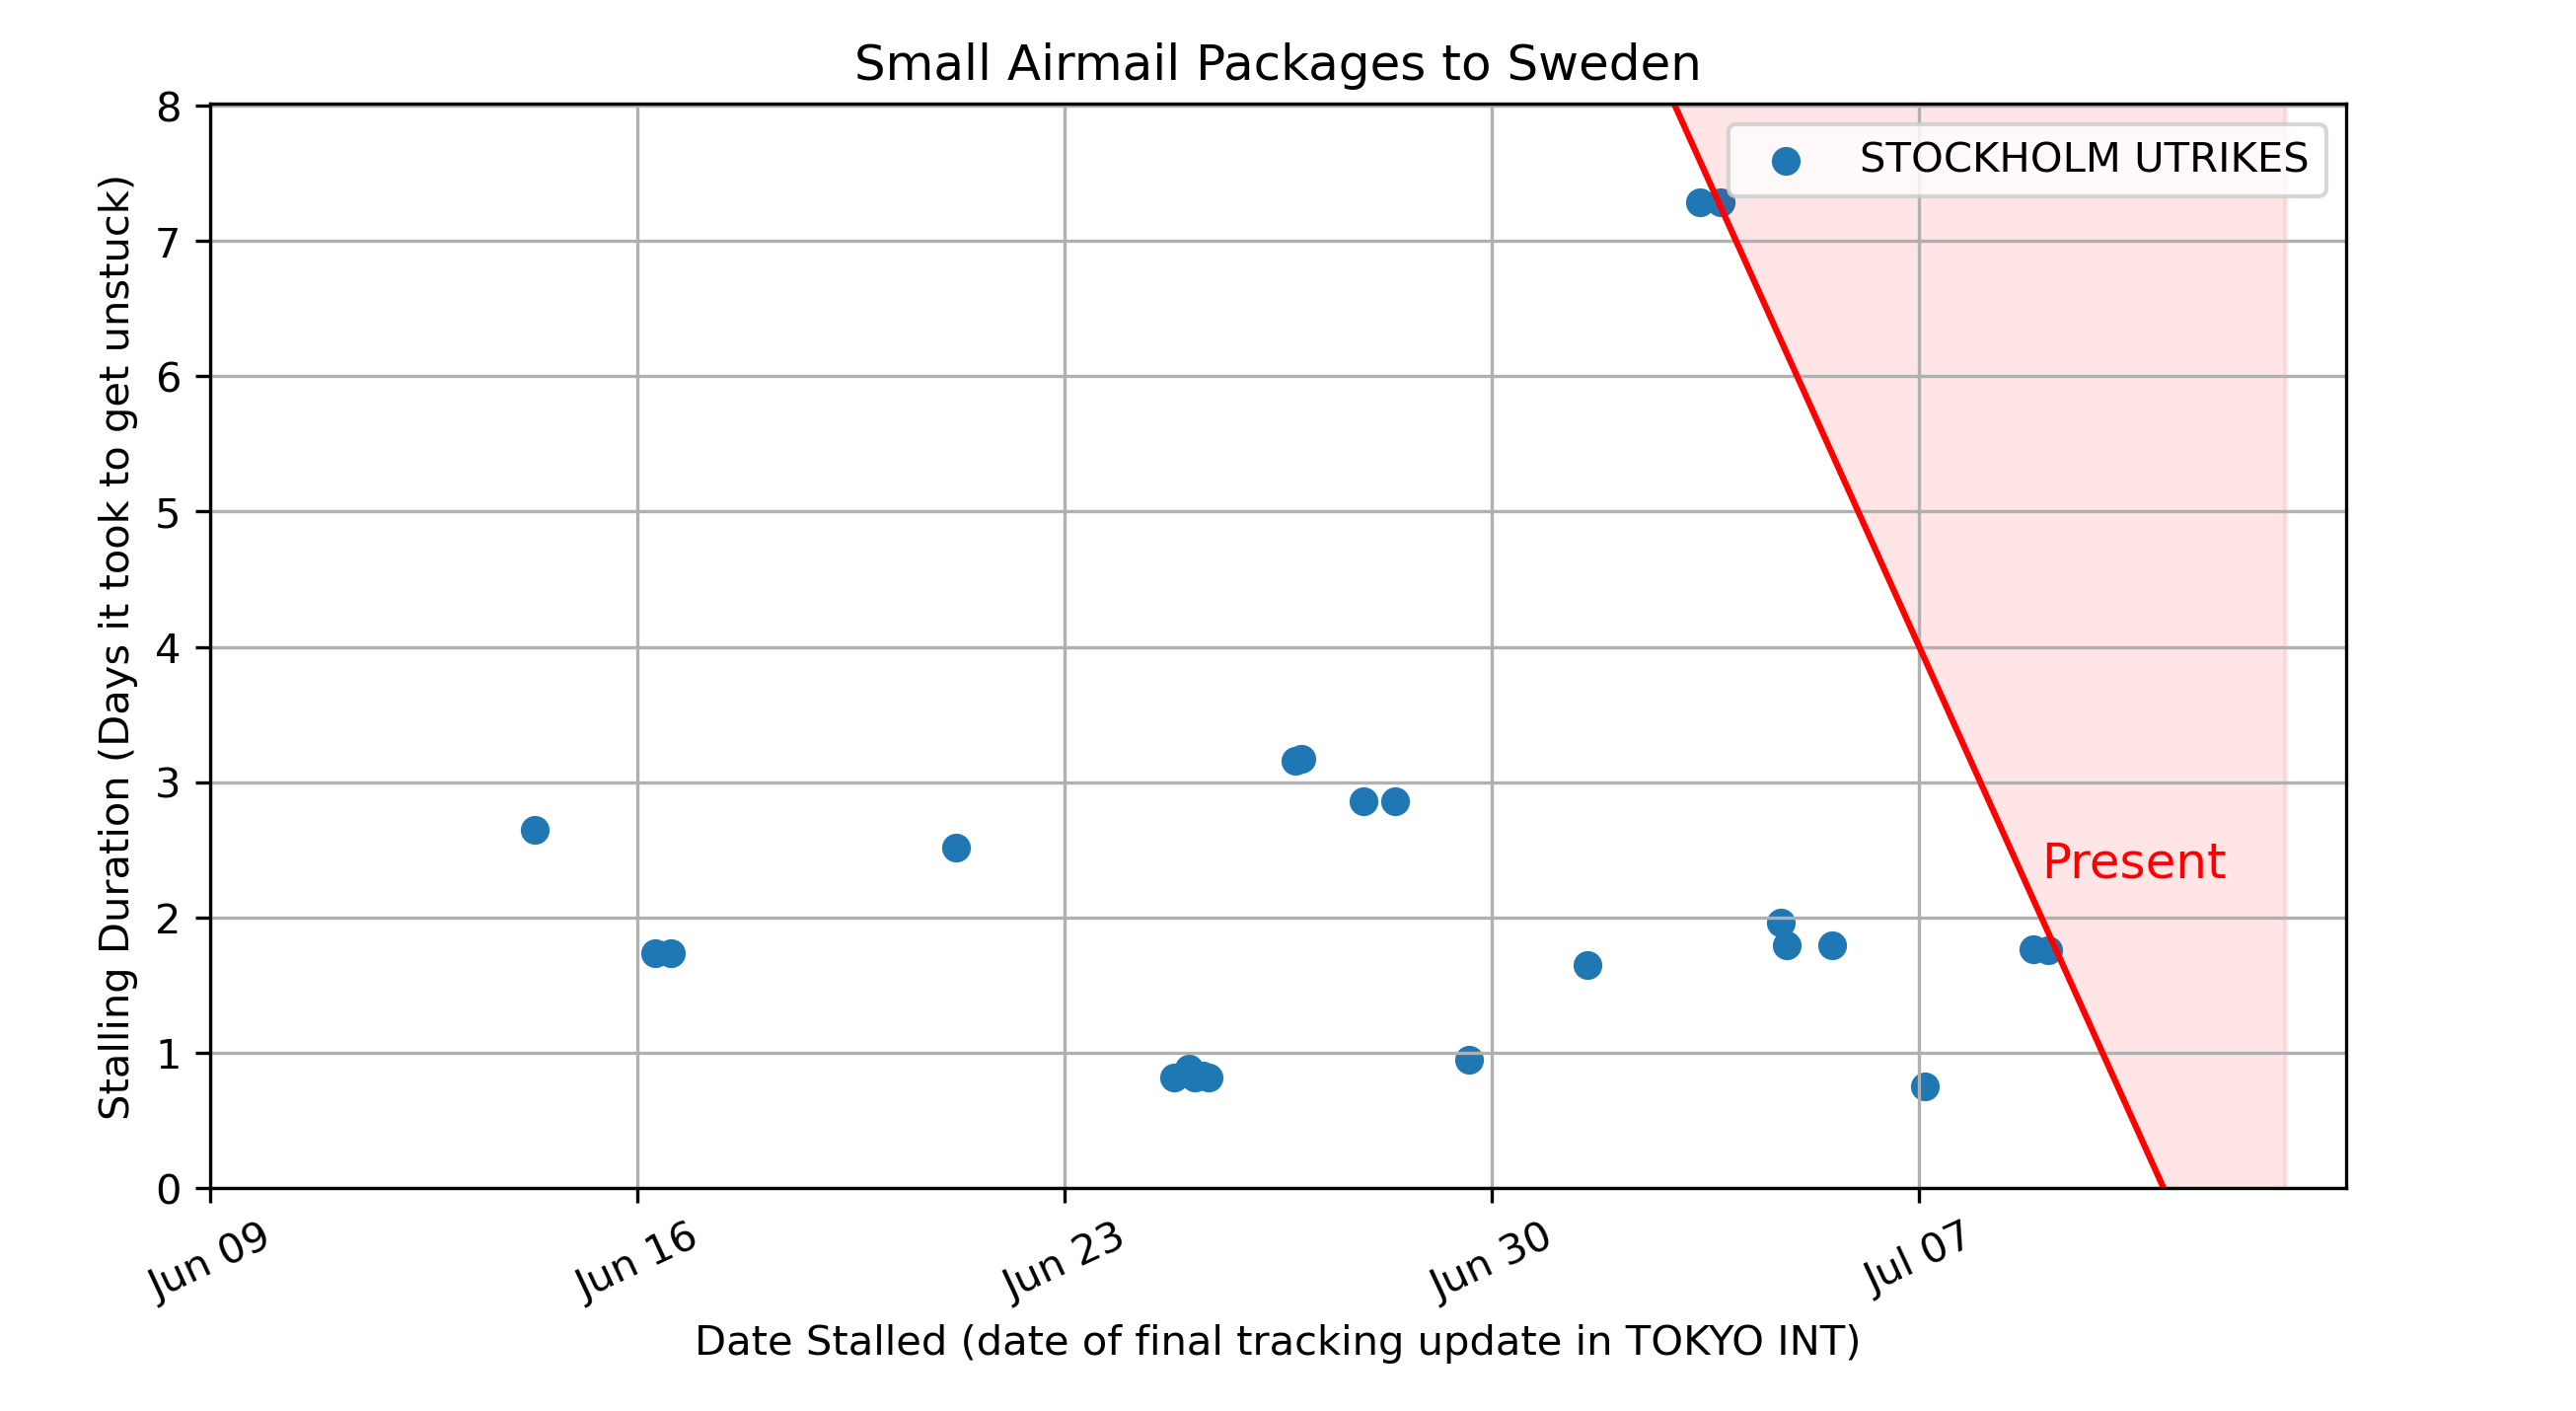 Small Airmail Packages to Sweden
STOCKHOLM UTRIKES
Stalling Duration (Days it took to get unstuck)
8
7
6
5
4
3
2
1
0
Present
Jun 09
Jun 16
Jun 23
Jun 30
Jul 07
Date Stalled (date of final tracking update in TOKYO INT)